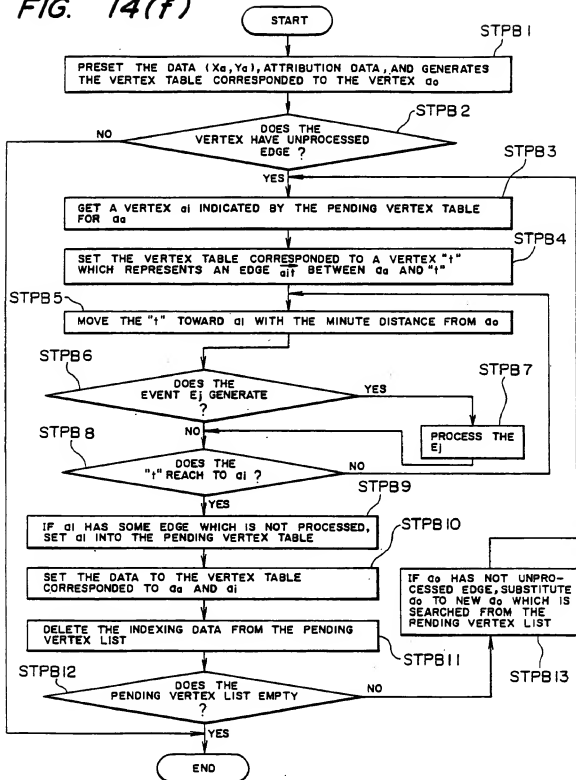 FIG. 14(f)
START
STPB1
PRESET THE DATA (Xa,Ya), ATTRIBUTION DATA, AND GENERATES
THE VERTEX TABLE CORRESPONDED TO THE VERTEX ao
STPB2
DOES THE
VERTEX HAVE UNPROCESSED
EDGE ?
NO
YES
STPB3
GET A VERTEX ai INDICATED BY THE PENDING VERTEX TABLE
FOR aa
STPB4
SET THE VERTEX TABLE CORRESPONDED TO A VERTEX "t"
WHICH REPRESENTS AN EDGE ait BETWEEN aa AND "t"
STPB5
MOVE THE "t" TOWARD ai WITH THE MINUTE DISTANCE FROM ao
STPB6
DOES THE
EVENT Ej GENERATE
?
YES
NO
STPB7
PROCESS THE
Ej
STPB8
DOES THE
"t" REACH TO ai ?
NO
YES
STPB9
IF ai HAS SOME EDGE WHICH IS NOT PROCESSED,
SET ai INTO THE PENDING VERTEX TABLE
STPB10
SET THE DATA TO THE VERTEX TABLE
CORRESPONDED TO aa AND ai
DELETE THE INDEXING DATA FROM THE PENDING
VERTEX LIST
STPB11
STPB12
DOES THE
PENDING VERTEX LIST EMPTY
?
NO
YES
IF ao HAS NOT UNPRO-
CESSED EDGE, SUBSTITUTE
ao TO NEW ao WHICH IS
SEARCHED FROM THE
PENDING VERTEX LIST
STPB13
END